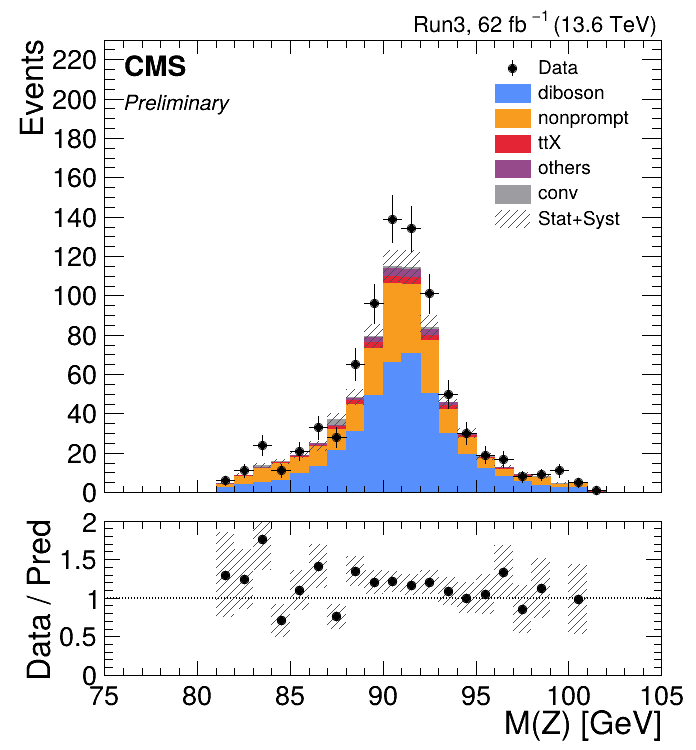 Run3, 62 fb⁻¹ (13.6 TeV)
CMS
Preliminary
Events
220
200
180
160
140
120
100
80
60
40
20
0
Data
diboson
nonprompt
ttX
others
conv
Stat+Syst
Data / Pred
2
1.5
1
0.5
0
75 80 85 90 95 100 105
M(Z) [GeV]